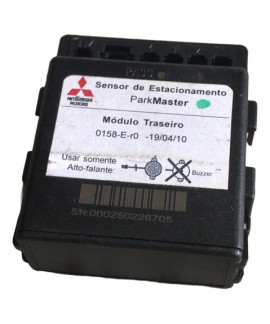 Sensor de Estacionamento
ParkMaster
MITSUBISHI
MOTORS
Módulo Traseiro
0158-E-r0 -19/04/10
Usar somente
Alto-falante:
Buzzer
S/N:000250226705